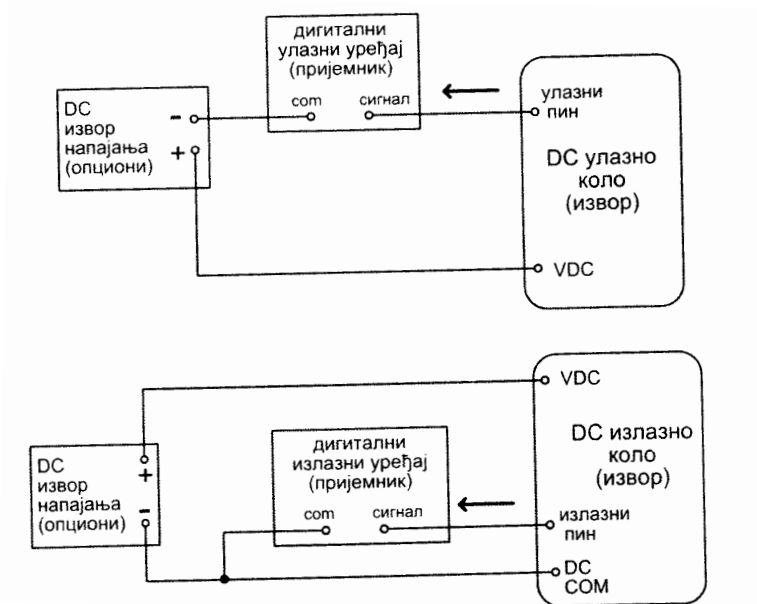 дигитални
улазни уређај
(пријемник)
com сигнал
DC
извор
напајања
(опциони)
-
+
улазни
пин
DC улазно
коло
(извор)
VDC
VDC
DC излазно
коло
(извор)
дигитални
излазни уређај
(пријемник)
com сигнал
DC
извор
напајања
(опциони)
+
-
излазни
пин
DC
COM